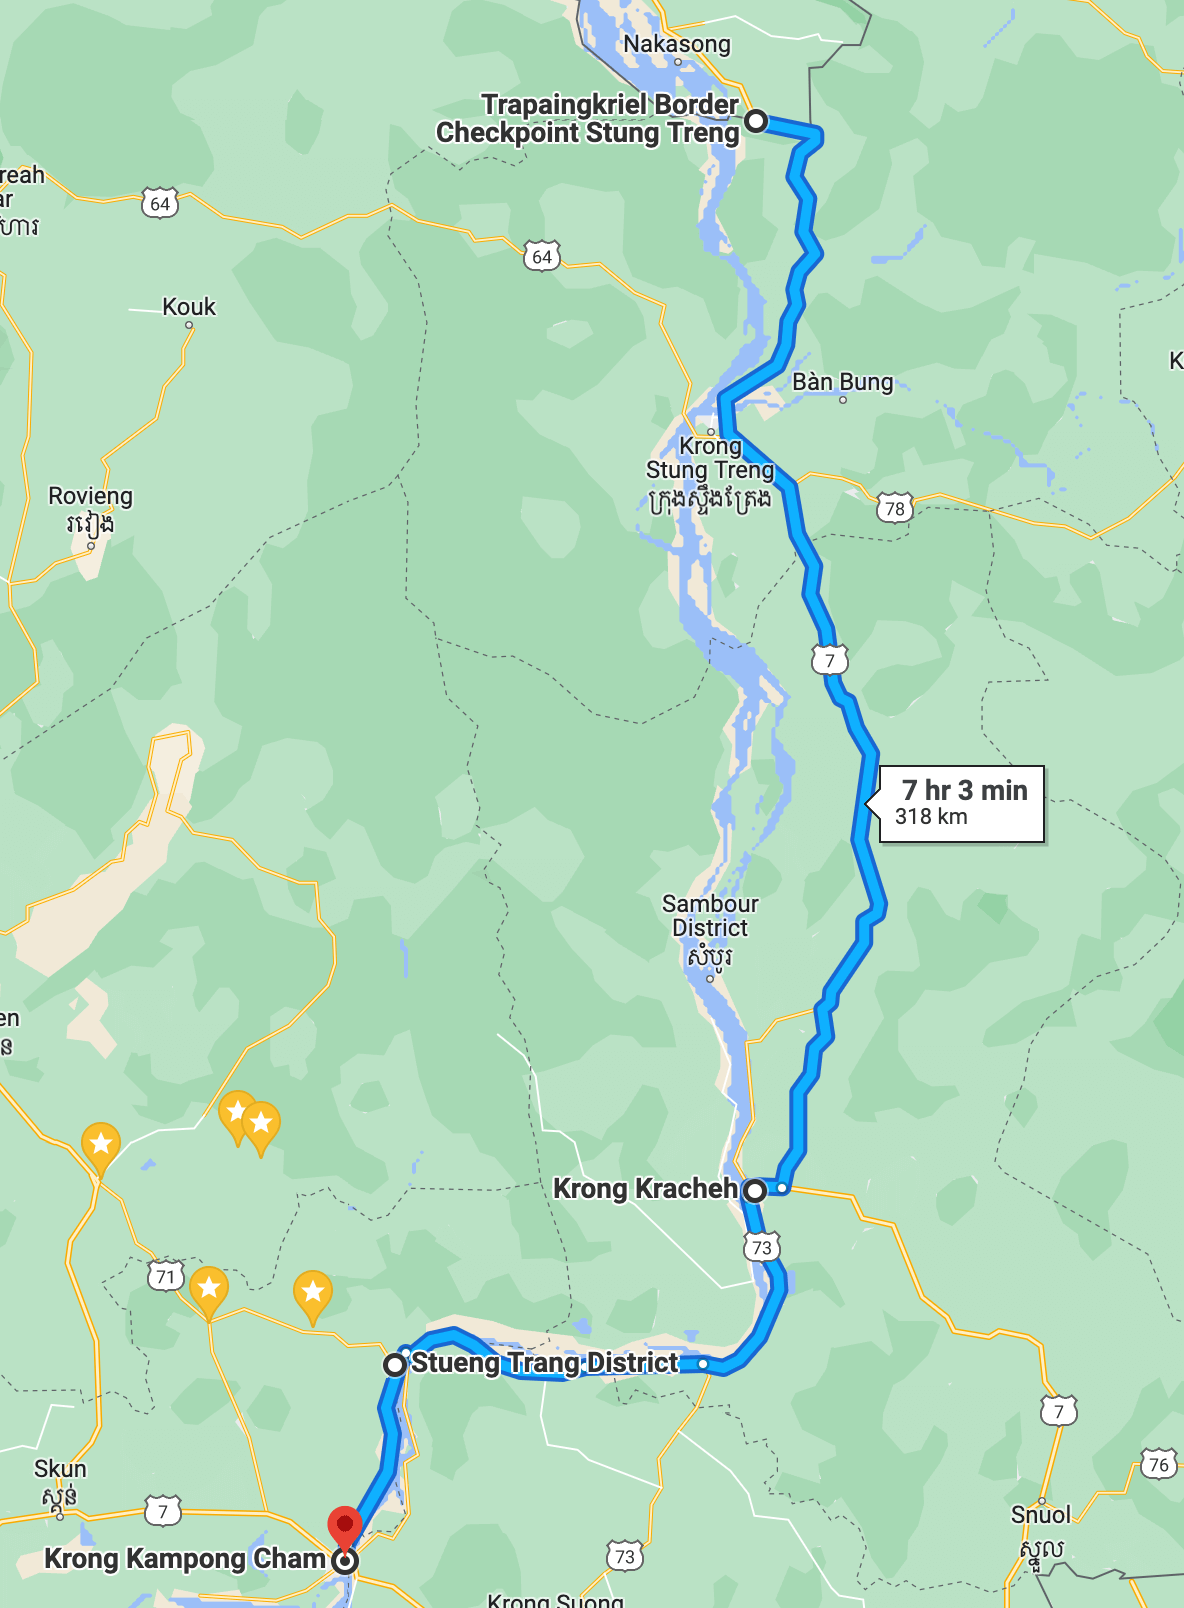 Nakasong
Trapaingkriel Border
Checkpoint Stung Treng
reah
ar
64
64
Kouk
Bàn Bung
K
Krong
Stung Treng
ក្រុងស្ទឹងត្រែង
Rovieng
រវៀង
78
7
7 hr 3 min
318 km
Sambour
District
សំបូរ
en
Krong Kracheh
73
71
Stueng Trang District
7
Skun
ស្គន់
7
76
Snuol
ស្នួល
Krong Kampong Cham
73
Krong Suong